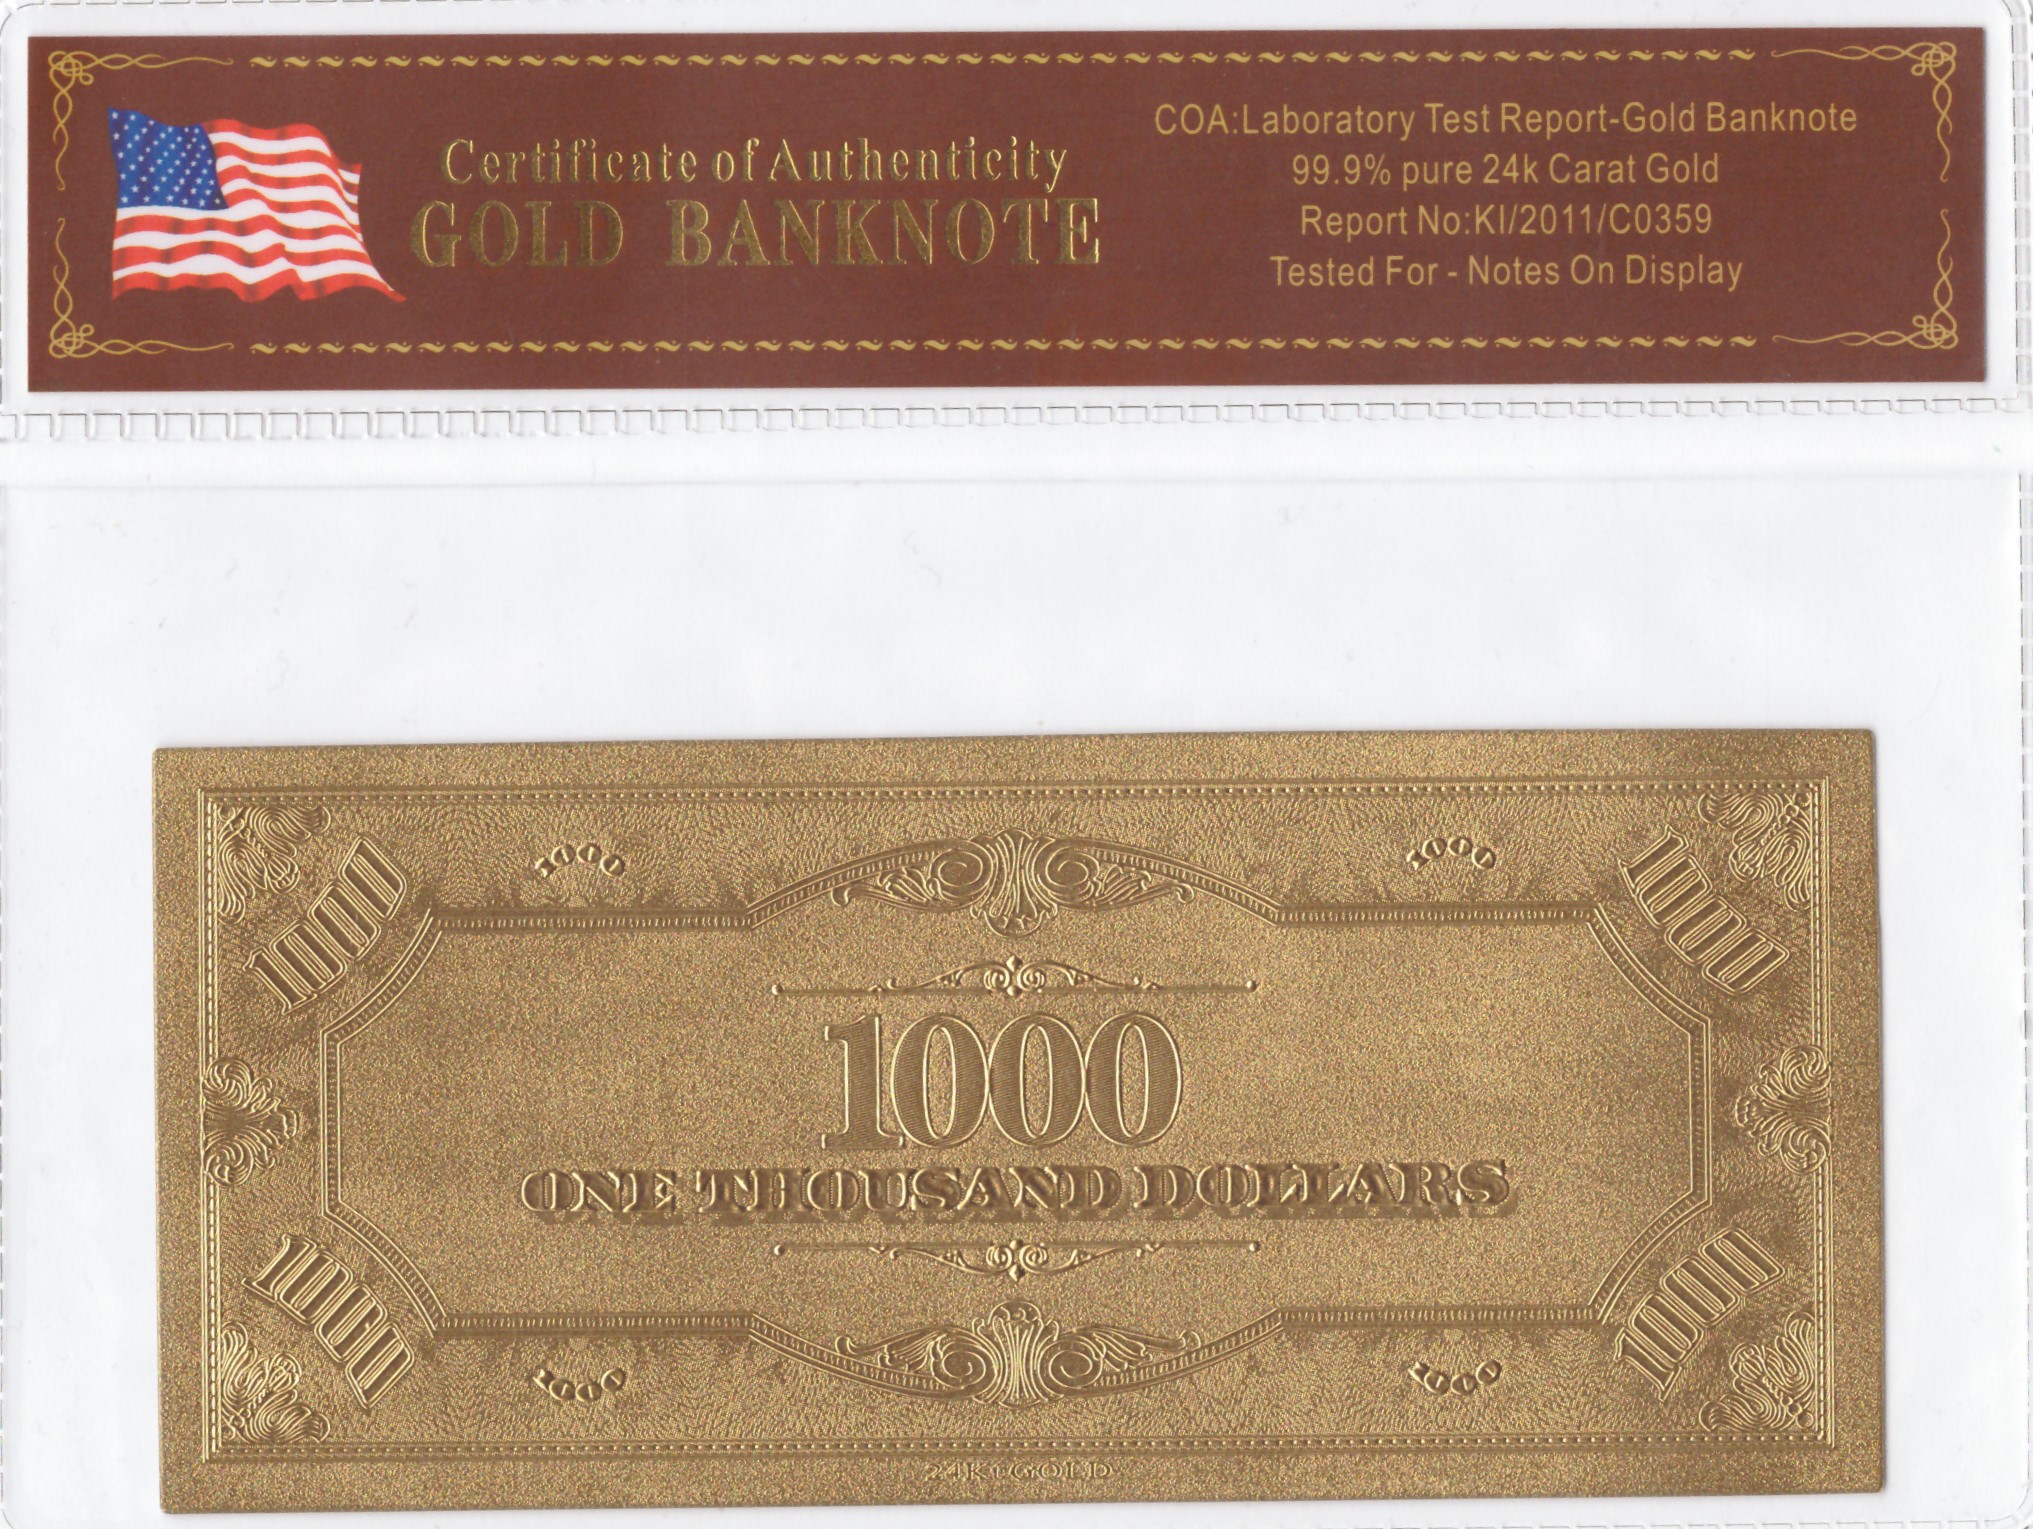 Certificate of Authenticity
GOLD BANKNOTE
COA:Laboratory Test Report-Gold Banknote
99.9% pure 24k Carat Gold
Report No:KI/2011/C0359
Tested For - Notes On Display
1000
1000
1000
1000
1000
ONE THOUSAND DOLLARS
1000
1000
1000
1000
24Kt GOLD